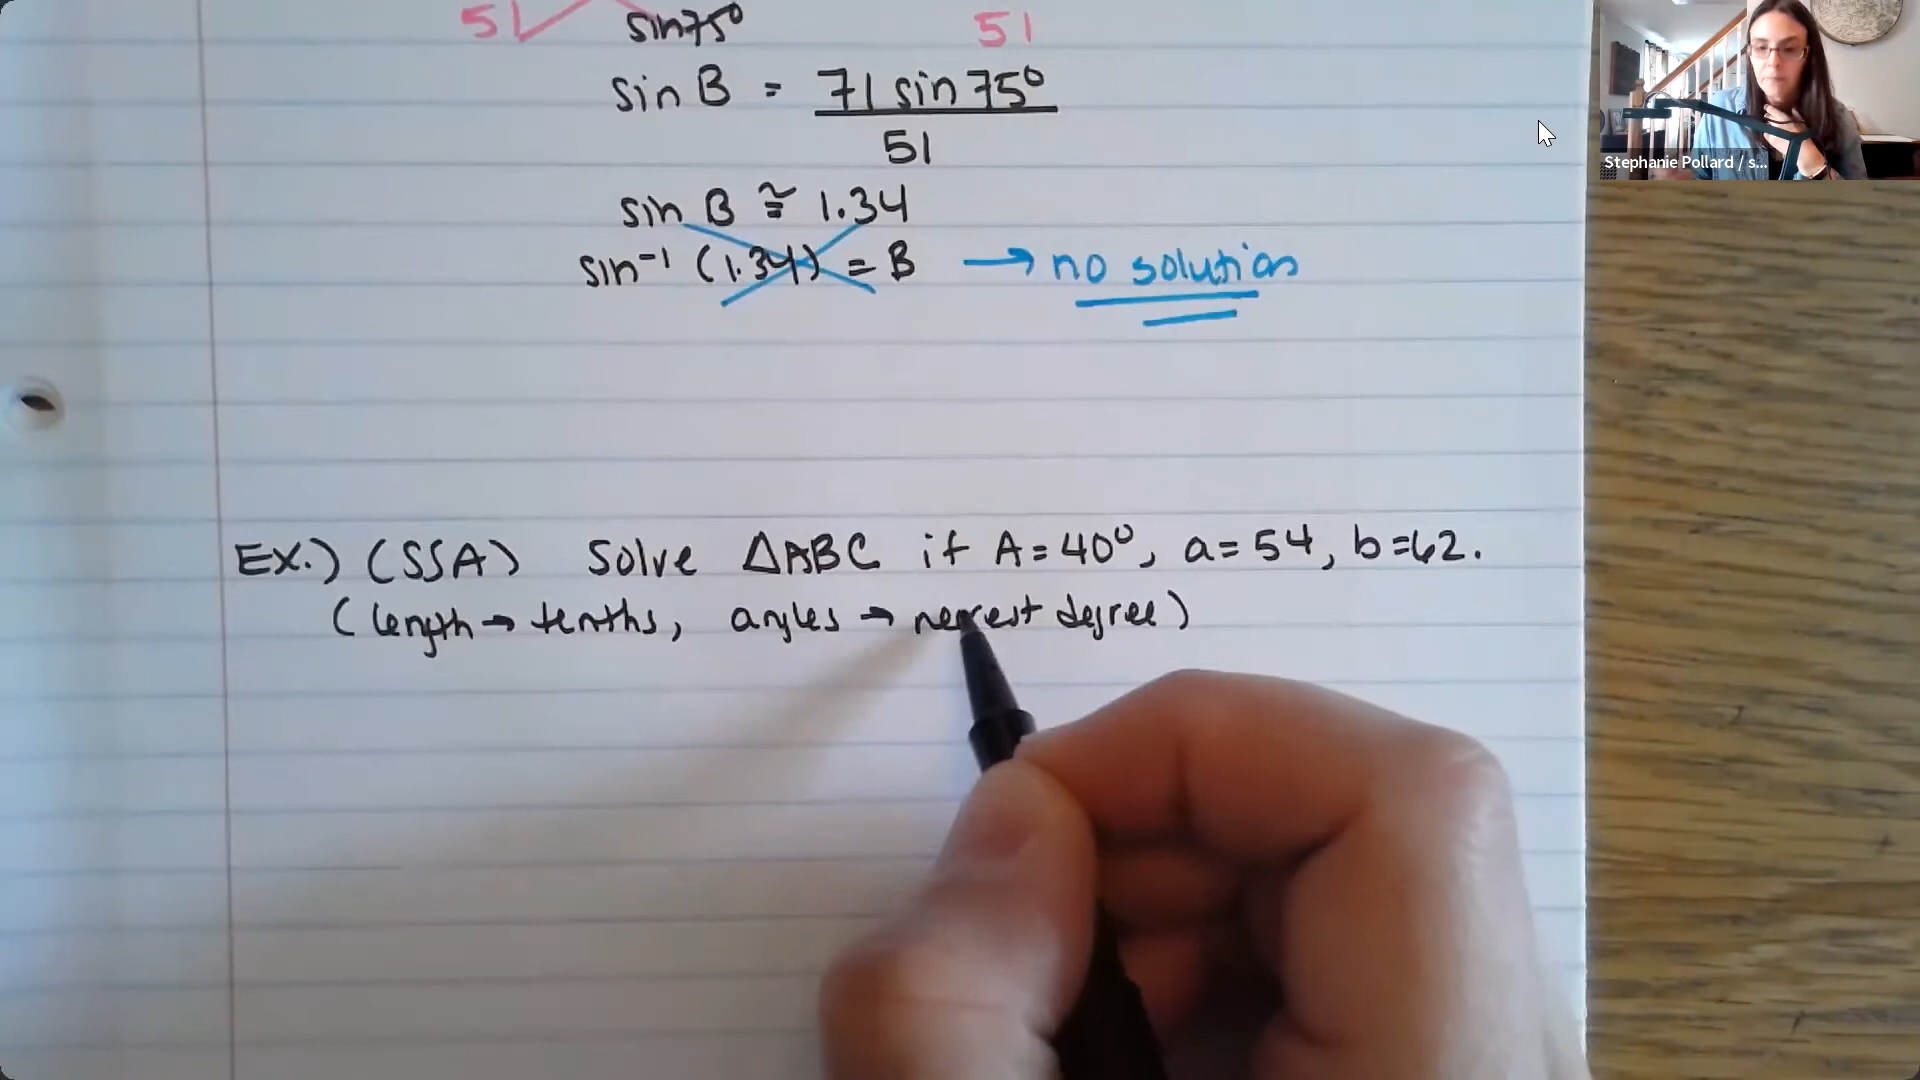 51 sin75° 51
sin B = 71 sin 75°
51
sin B ≅ 1.34
sin⁻¹ (1.34) = B → no solution
EX.) (SSA) Solve △ABC if A=40°, a=54, b=62.
(length → tenths, angles → nearest degree)
Stephanie Pollard / s...